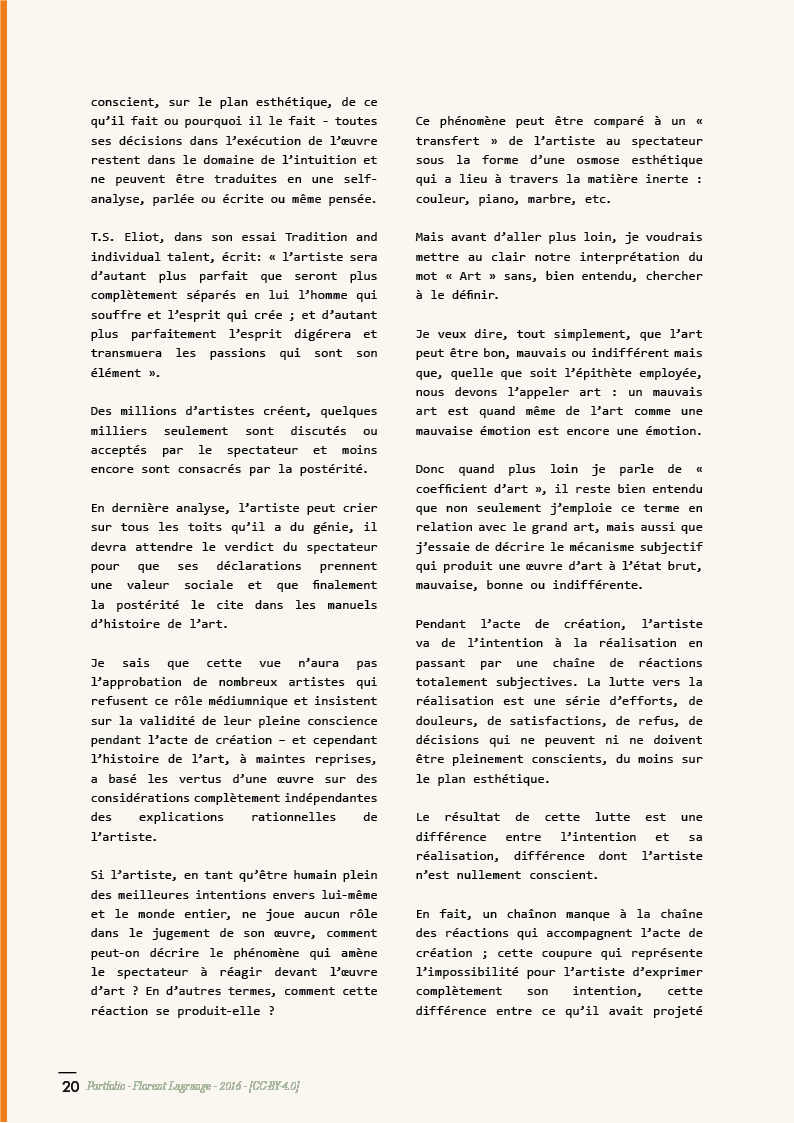 conscient, sur le plan esthétique, de ce
qu’il fait ou pourquoi il le fait - toutes
ses décisions dans l’exécution de l’œuvre
restent dans le domaine de l’intuition et
ne peuvent être traduites en une self-
analyse, parlée ou écrite ou même pensée.
T.S. Eliot, dans son essai Tradition and
individual talent, écrit: « l’artiste sera
d’autant plus parfait que seront plus
complètement séparés en lui l’homme qui
souffre et l’esprit qui crée ; et d’autant
plus parfaitement l’esprit digérera et
transmuera les passions qui sont son
élément ».
Des millions d’artistes créent, quelques
milliers seulement sont discutés ou
acceptés par le spectateur et moins
encore sont consacrés par la postérité.
En dernière analyse, l’artiste peut crier
sur tous les toits qu’il a du génie, il
devra attendre le verdict du spectateur
pour que ses déclarations prennent
une valeur sociale et que finalement
la postérité le cite dans les manuels
d’histoire de l’art.
Je sais que cette vue n’aura pas
l’approbation de nombreux artistes qui
refusent ce rôle médiumnique et insistent
sur la validité de leur pleine conscience
pendant l’acte de création – et cependant
l’histoire de l’art, à maintes reprises,
a basé les vertus d’une œuvre sur des
considérations complètement indépendantes
des explications rationnelles de
l’artiste.
Si l’artiste, en tant qu’être humain plein
des meilleures intentions envers lui-même
et le monde entier, ne joue aucun rôle
dans le jugement de son œuvre, comment
peut-on décrire le phénomène qui amène
le spectateur à réagir devant l’œuvre
d’art ? En d’autres termes, comment cette
réaction se produit-elle ?
Ce phénomène peut être comparé à un «
transfert » de l’artiste au spectateur
sous la forme d’une osmose esthétique
qui a lieu à travers la matière inerte :
couleur, piano, marbre, etc.
Mais avant d’aller plus loin, je voudrais
mettre au clair notre interprétation du
mot « Art » sans, bien entendu, chercher
à le définir.
Je veux dire, tout simplement, que l’art
peut être bon, mauvais ou indifférent mais
que, quelle que soit l’épithète employée,
nous devons l’appeler art : un mauvais
art est quand même de l’art comme une
mauvaise émotion est encore une émotion.
Donc quand plus loin je parle de «
coefficient d’art », il reste bien entendu
que non seulement j’emploie ce terme en
relation avec le grand art, mais aussi que
j’essaie de décrire le mécanisme subjectif
qui produit une œuvre d’art à l’état brut,
mauvaise, bonne ou indifférente.
Pendant l’acte de création, l’artiste
va de l’intention à la réalisation en
passant par une chaîne de réactions
totalement subjectives. La lutte vers la
réalisation est une série d’efforts, de
douleurs, de satisfactions, de refus, de
décisions qui ne peuvent ni ne doivent
être pleinement conscients, du moins sur
le plan esthétique.
Le résultat de cette lutte est une
différence entre l’intention et sa
réalisation, différence dont l’artiste
n’est nullement conscient.
En fait, un chaînon manque à la chaîne
des réactions qui accompagnent l’acte de
création ; cette coupure qui représente
l’impossibilité pour l’artiste d’exprimer
complètement son intention, cette
différence entre ce qu’il avait projeté
20 Portfolio - Florent Lagrange - 2016 - [CC-BY-4.0]